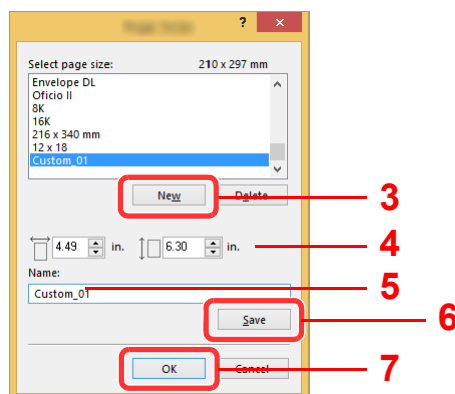 ?
Select page size: 210 x 297 mm
Envelope DL
Oficio II
8K
16K
216 x 340 mm
12 x 18
Custom_01
New Delete 3
4.49 in. 6.30 in. 4
Name:
Custom_01 5
Save 6
OK Cancel 7